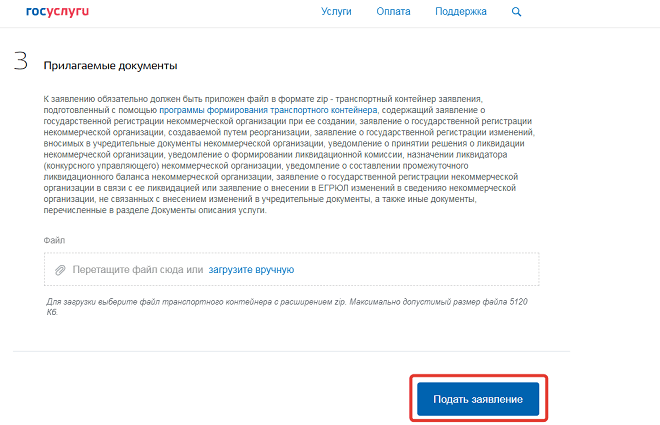 госуслуги Услуги Оплата Поддержка
3 Прилагаемые документы
К заявлению обязательно должен быть приложен файл в формате zip - транспортный контейнер заявления,
подготовленный с помощью программы формирования транспортного контейнера, содержащий заявление о
государственной регистрации некоммерческой организации при ее создании, заявление о государственной регистрации
некоммерческой организации, создаваемой путем реорганизации, заявление о государственной регистрации изменений,
вносимых в учредительные документы некоммерческой организации, уведомление о принятии решения о ликвидации
некоммерческой организации, уведомление о формировании ликвидационной комиссии, назначении ликвидатора
(конкурсного управляющего) некоммерческой организации, уведомление о составлении промежуточного
ликвидационного баланса некоммерческой организации, заявление о государственной регистрации некоммерческой
организации в связи с ее ликвидацией или заявление о внесении в ЕГРЮЛ изменений в сведенияо некоммерческой
организации, не связанных с внесением изменений в учредительные документы, а также иные документы,
перечисленные в разделе Документы описания услуги.
Файл
Перетащите файл сюда или загрузите вручную
Для загрузки выберите файл транспортного контейнера с расширением zip. Максимально допустимый размер файла 5120
Кб.
Подать заявление